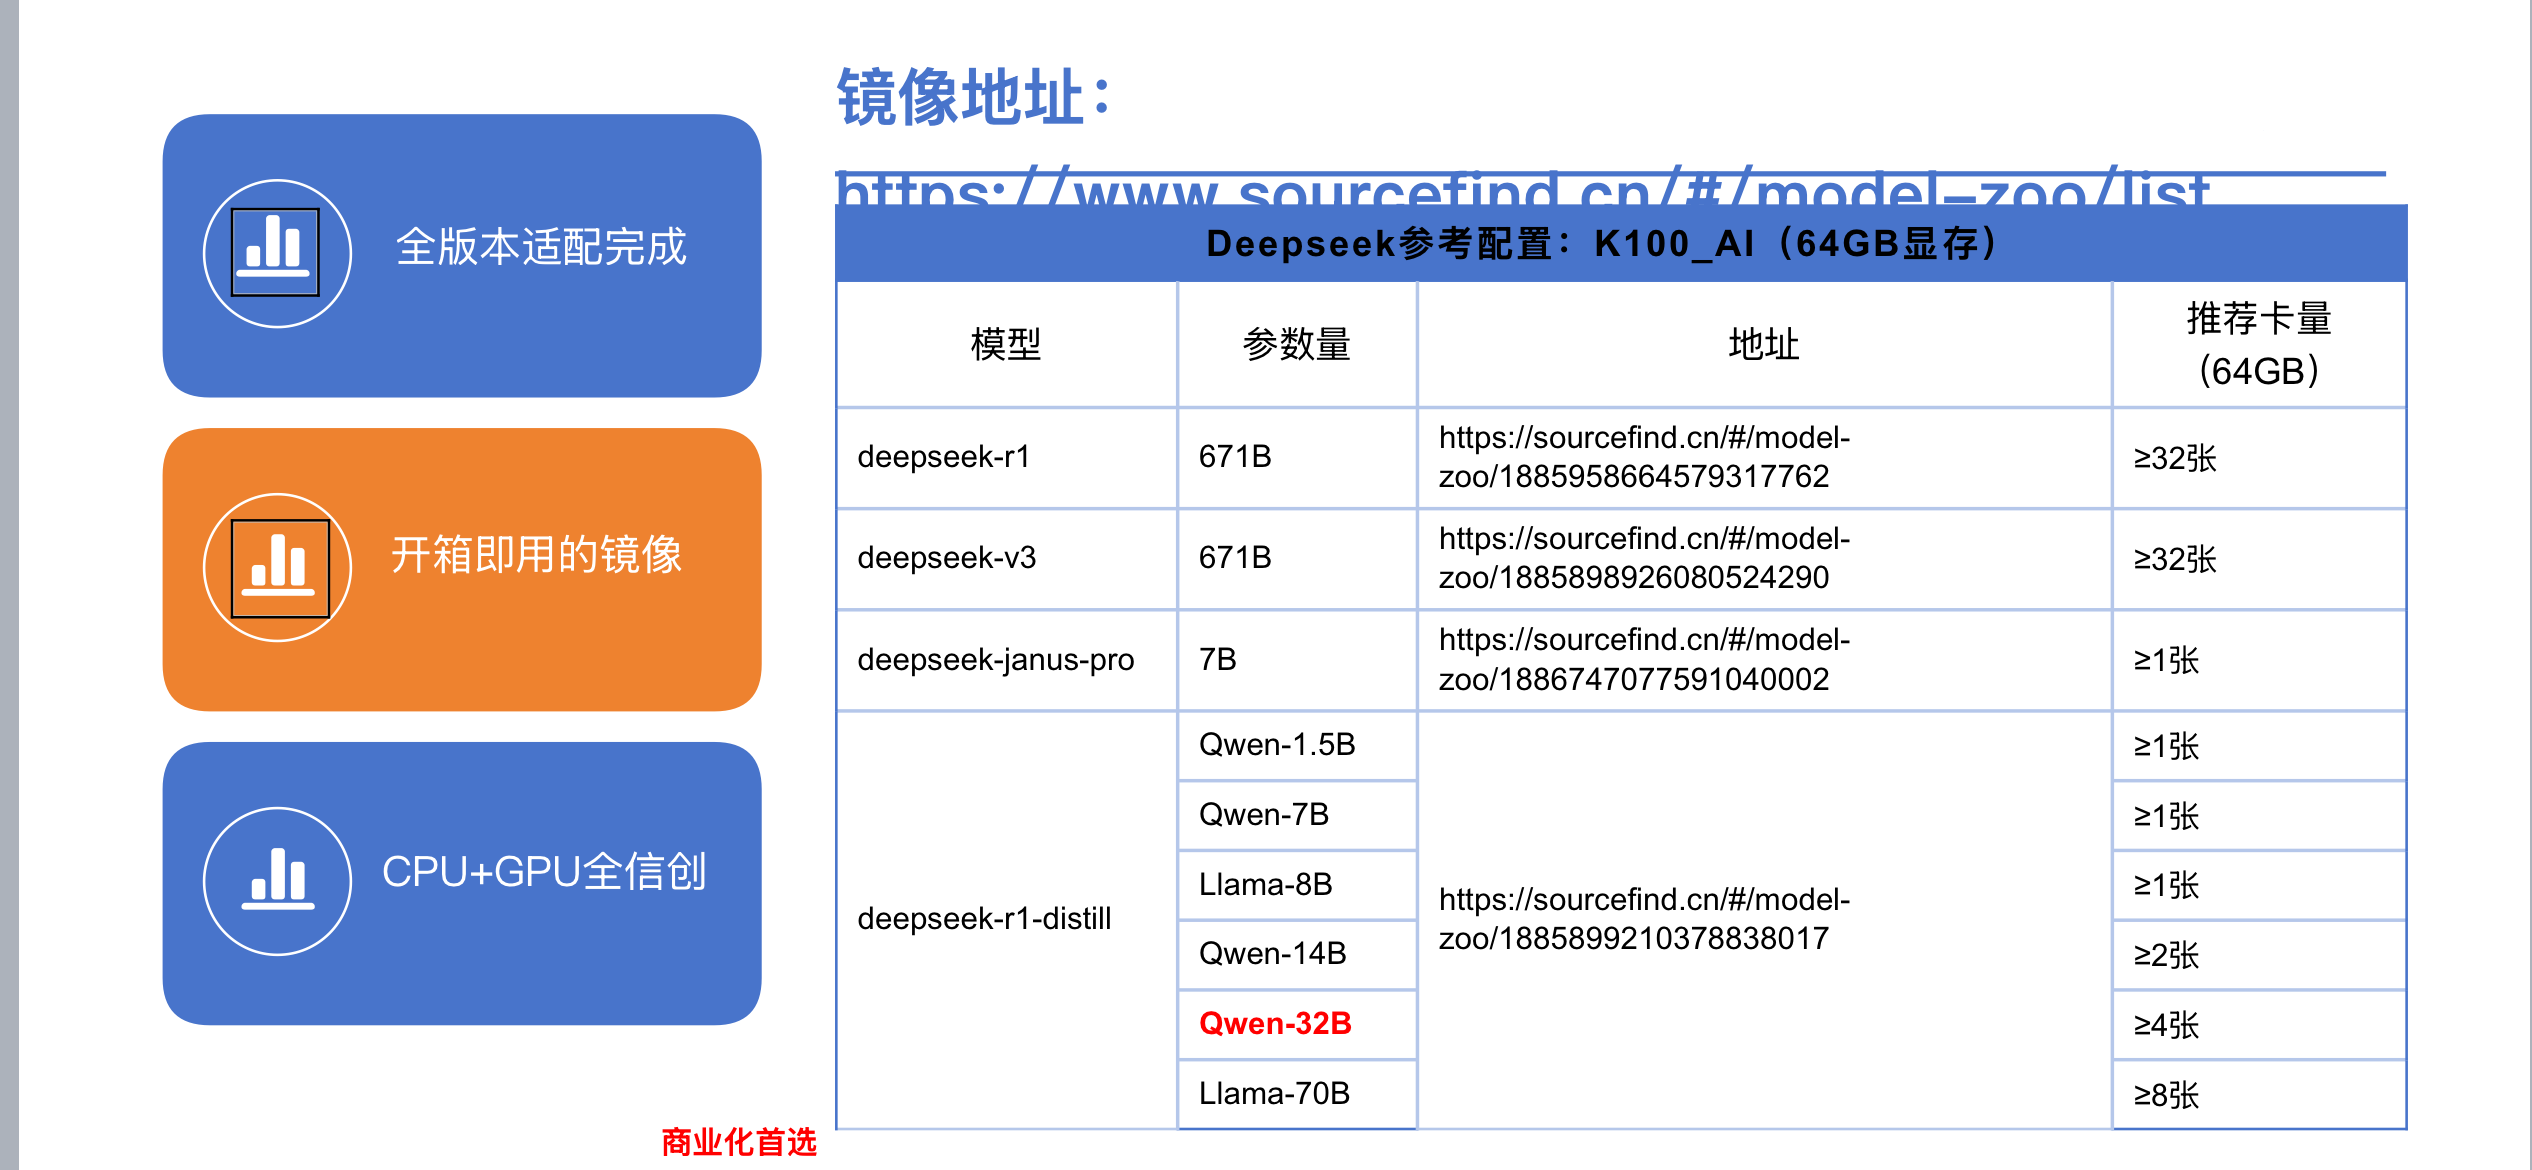 镜像地址：
https://www.sourcefind.cn/#/model-zoo/list
全版本适配完成
开箱即用的镜像
CPU+GPU全信创
Deepseek参考配置：K100_AI（64GB显存）
模型
参数量
地址
推荐卡量
（64GB）
deepseek-r1
671B
https://sourcefind.cn/#/model-
zoo/1885958664579317762
≥32张
deepseek-v3
671B
https://sourcefind.cn/#/model-
zoo/1885898926080524290
≥32张
deepseek-janus-pro
7B
https://sourcefind.cn/#/model-
zoo/1886747077591040002
≥1张
deepseek-r1-distill
Qwen-1.5B
≥1张
Qwen-7B
≥1张
Llama-8B
≥1张
https://sourcefind.cn/#/model-
zoo/1885899210378838017
Qwen-14B
≥2张
Qwen-32B
≥4张
Llama-70B
≥8张
商业化首选